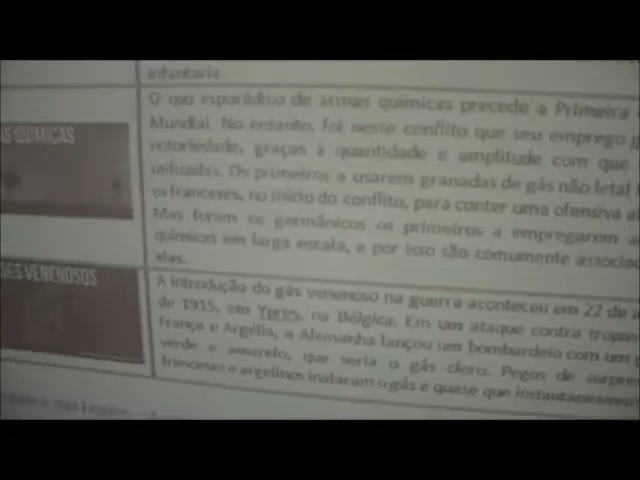 infantaria.
O uso esporádico de armas químicas precede a Primeira
Mundial. No entanto, foi nesse conflito que seu emprego g
notoriedade, graças à quantidade e amplitude com que
utilizadas. Os primeiros a usarem granadas de gás não letal
os franceses, no início do conflito, para conter uma ofensiva a
Mas foram os germânicos os primeiros a empregarem a
químicas em larga escala, e por isso são comumente associad
elas.
AS QUÍMICAS
A introdução do gás venenoso na guerra aconteceu em 22 de a
de 1915, em Ypres, na Bélgica. Em um ataque contra tropas
França e Argélia, a Alemanha lançou um bombardeio com um
verde e amarelo, que seria o gás cloro. Pegos de surpres
franceses e argelinos inalaram o gás e quase que instantaneamen
SES VENENOSOS